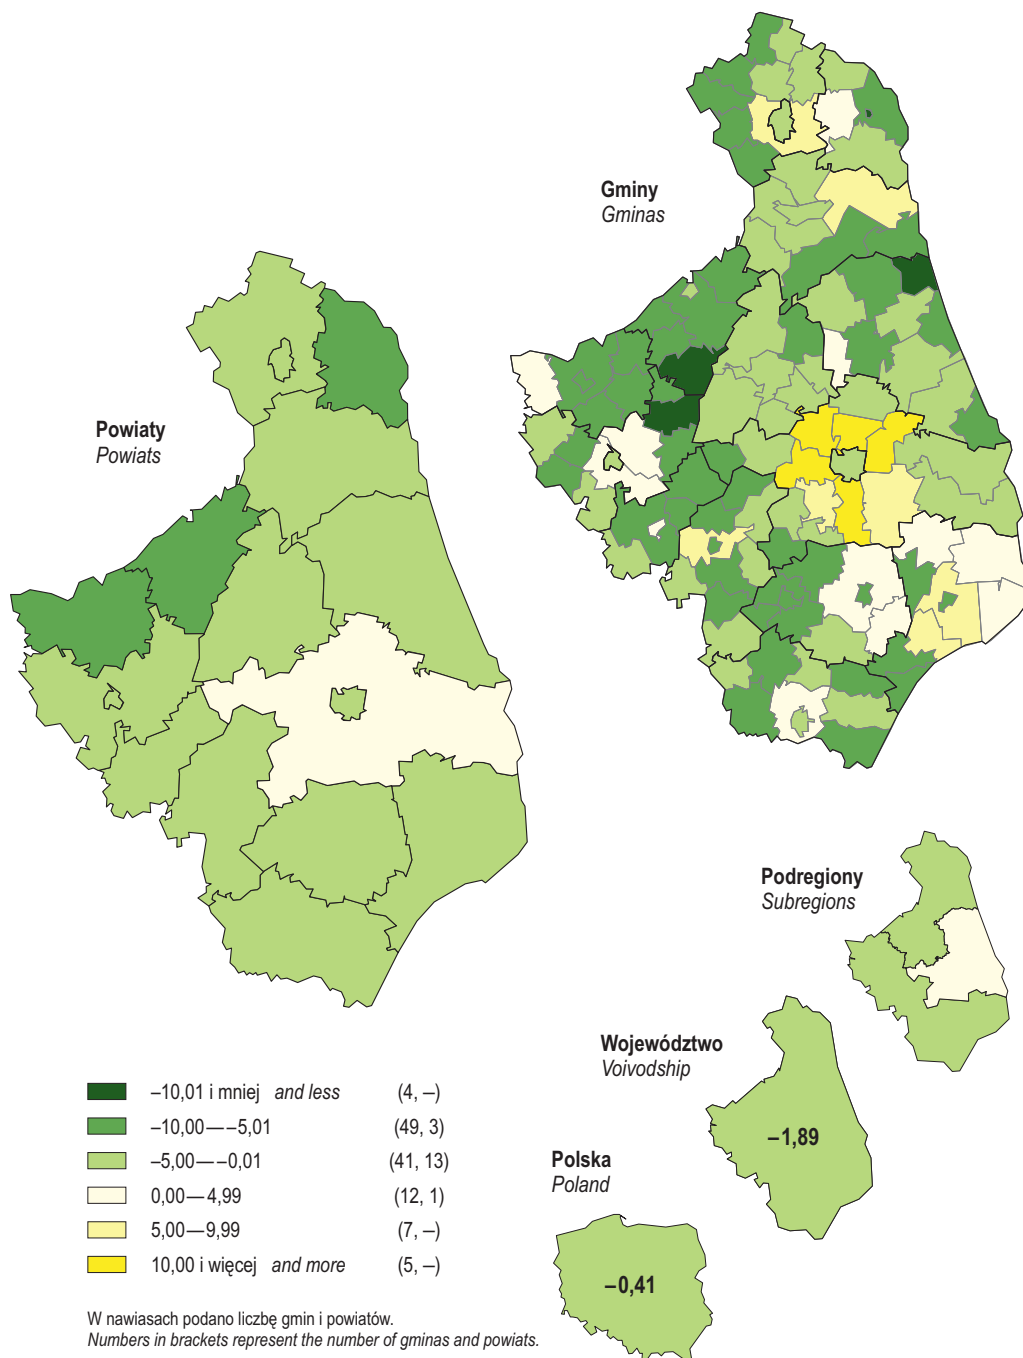 Gminy
Gminas
Powiaty
Powiats
Podregiony
Subregions
Województwo
Voivodship
–1,89
Polska
Poland
–0,41
–10,01 i mniej and less (4, –)
–10,00—–5,01 (49, 3)
–5,00—–0,01 (41, 13)
0,00—4,99 (12, 1)
5,00—9,99 (7, –)
10,00 i więcej and more (5, –)
W nawiasach podano liczbę gmin i powiatów.
Numbers in brackets represent the number of gminas and powiats.